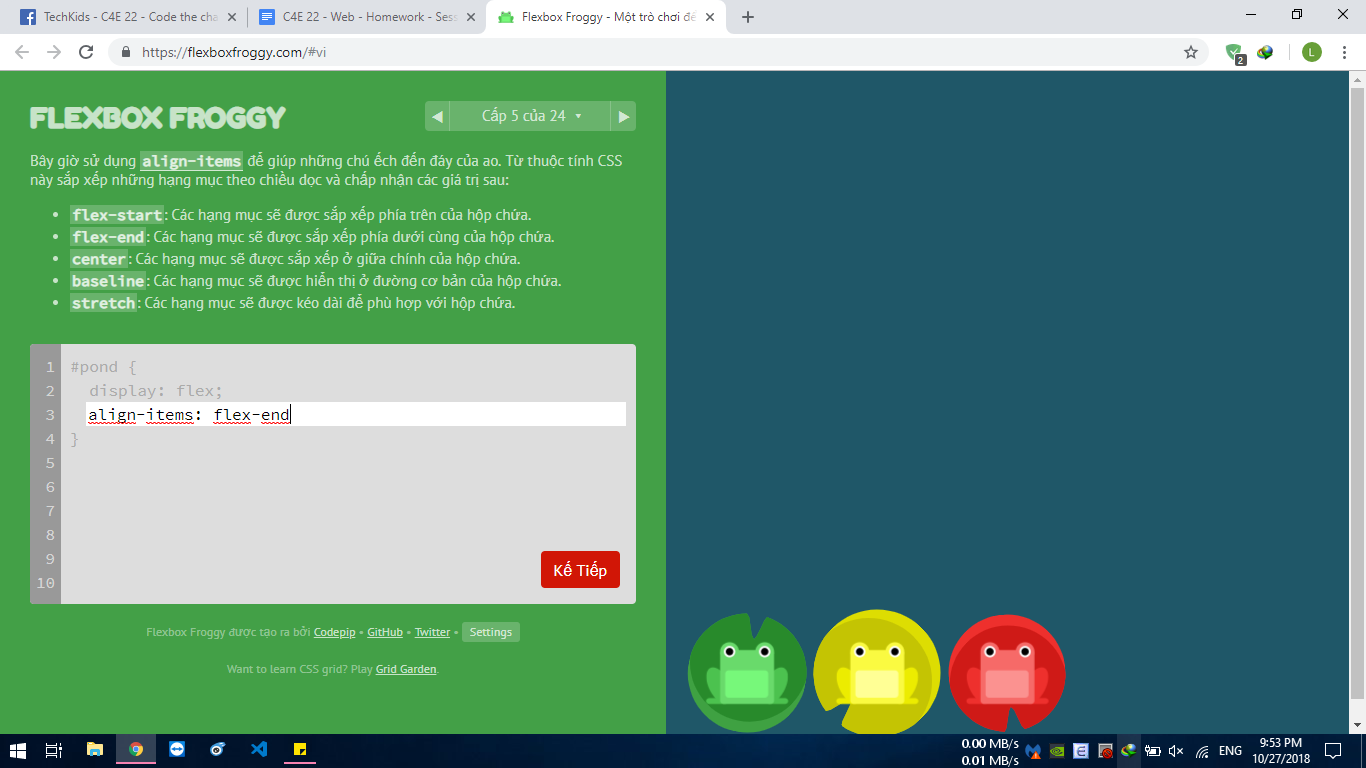 TechKids - C4E 22 - Code the cha
C4E 22 - Web - Homework - Sess
Flexbox Froggy - Một trò chơi để
https://flexboxfroggy.com/#vi
2
L
FLEXBOX FROGGY
Cấp 5 của 24
Bây giờ sử dụng align-items để giúp những chú ếch đến đáy của ao. Từ thuộc tính CSS
này sắp xếp những hạng mục theo chiều dọc và chấp nhận các giá trị sau:
• flex-start: Các hạng mục sẽ được sắp xếp phía trên của hộp chứa.
• flex-end: Các hạng mục sẽ được sắp xếp phía dưới cùng của hộp chứa.
• center: Các hạng mục sẽ được sắp xếp ở giữa chính của hộp chứa.
• baseline: Các hạng mục sẽ được hiển thị ở đường cơ bản của hộp chứa.
• stretch: Các hạng mục sẽ được kéo dài để phù hợp với hộp chứa.
1 #pond {
2 display: flex;
3 align-items: flex-end
4 }
5
6
7
8
9
10
Kế Tiếp
Flexbox Froggy được tạo ra bởi Codepip • GitHub • Twitter • Settings
Want to learn CSS grid? Play Grid Garden.
0.00 MB/s
0.01 MB/s
ENG
9:53 PM
10/27/2018